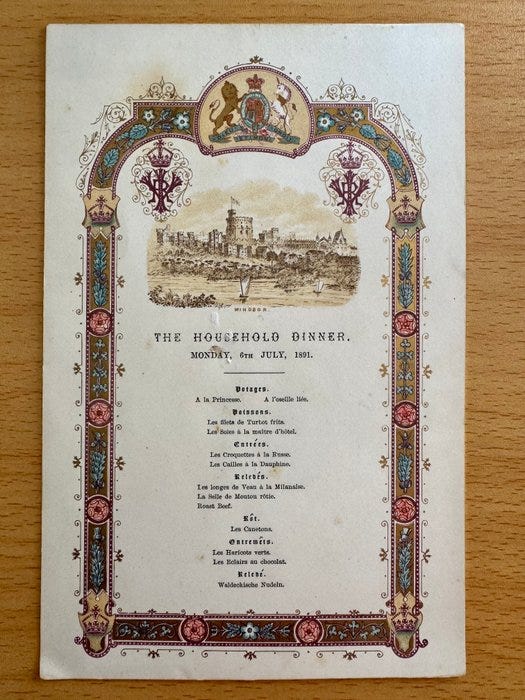 WINDSOR
THE HOUSEHOLD DINNER.
MONDAY, 6TH JULY, 1891.
Potages.
A la Princesse. A l'oseille liée.
Poissons.
Les filets de Turbot frits.
Les Soles à la maître d'hôtel.
Entrées.
Les Croquettes à la Russe.
Les Cailles à la Dauphine.
Relevés.
Les longes de Veau à la Milanaise.
La Selle de Mouton rôtie.
Roast Beef.
Rôt.
Les Canetons.
Entremêts.
Les Haricots verts.
Les Eclairs au chocolat.
Relevé.
Waldeckische Nudeln.